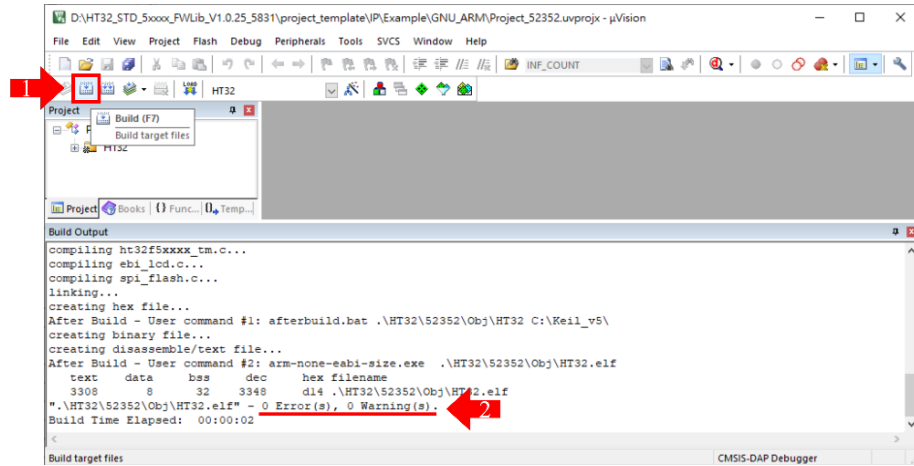 D:\HT32_STD_5xxxx_FWLib_V1.0.25_5831\project_template\IP\Example\GNU_ARM\Project_52352.uvprojx - µVision
File Edit View Project Flash Debug Peripherals Tools SVCS Window Help
INF_COUNT
1
LOAD HT32
Project
Build (F7)
Build target files
HT32
Project Books {} Func... 0 Temp...
Build Output
compiling ht32f5xxxx_tm.c...
compiling ebi_lcd.c...
compiling spi_flash.c...
linking...
creating hex file...
After Build - User command #1: afterbuild.bat .\HT32\52352\Obj\HT32 C:\Keil_v5\
creating binary file...
creating disassemble/text file...
After Build - User command #2: arm-none-eabi-size.exe .\HT32\52352\Obj\HT32.elf
text data bss dec hex filename
3308 8 32 3348 d14 .\HT32\52352\Obj\HT32.elf
".\HT32\52352\Obj\HT32.elf" - 0 Error(s), 0 Warning(s).
2
Build Time Elapsed: 00:00:02
Build target files CMSIS-DAP Debugger